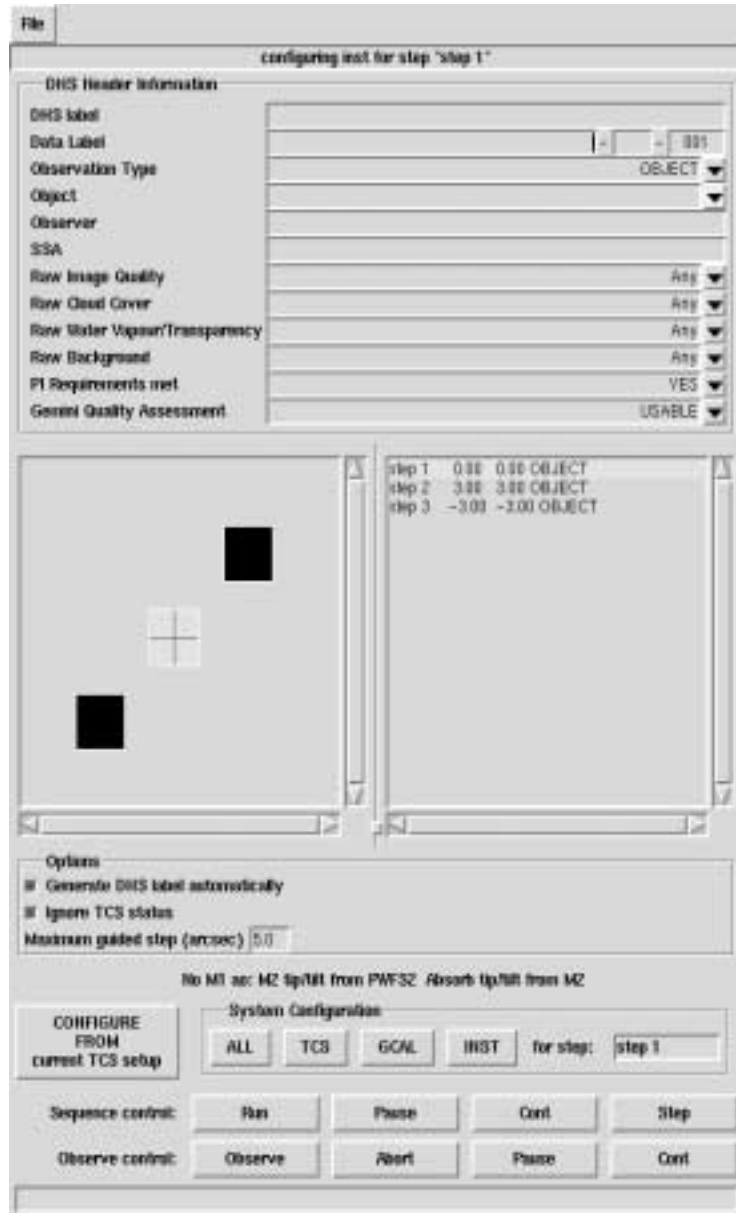 File
configuring inst for step "step 1"
DHS Header Information
DHS label
Data Label - - 001
Observation Type OBJECT
Object
Observer
SSA
Raw Image Quality Any
Raw Cloud Cover Any
Raw Water Vapour/Transparency Any
Raw Background Any
PI Requirements met YES
Gemini Quality Assessment USABLE
step 1 0.00 0.00 OBJECT
step 2 3.00 3.00 OBJECT
step 3 -3.00 -3.00 OBJECT
Options
Generate DHS label automatically
Ignore TCS status
Maximum guided step (arcsec) 5.0
No M1 ao: M2 tip/tilt from PWFS2 Absorb tip/tilt from M2
CONFIGURE
FROM
current TCS setup
System Configuration
ALL TCS GCAL INST for step: step 1
Sequence control: Run Pause Cont Step
Observe control: Observe Abort Pause Cont